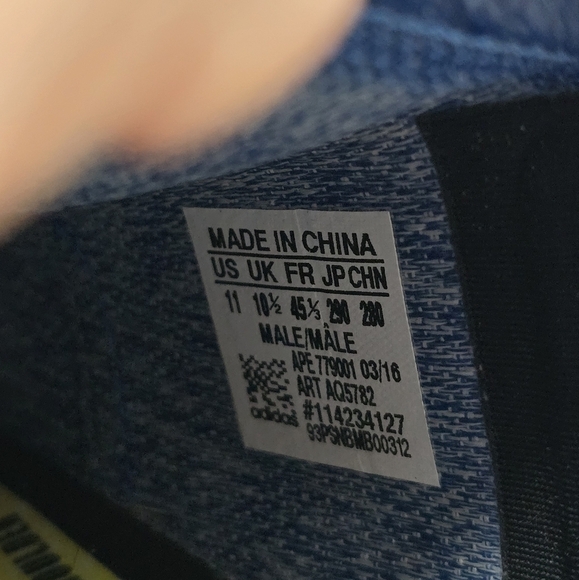 MADE IN CHINA
US UK FR JP CHN
11 10½ 45⅓ 290 280
MALE/MÂLE
APE 779001 03/16
ART AQ5782
adidas
#114234127
93PSNBMB00312